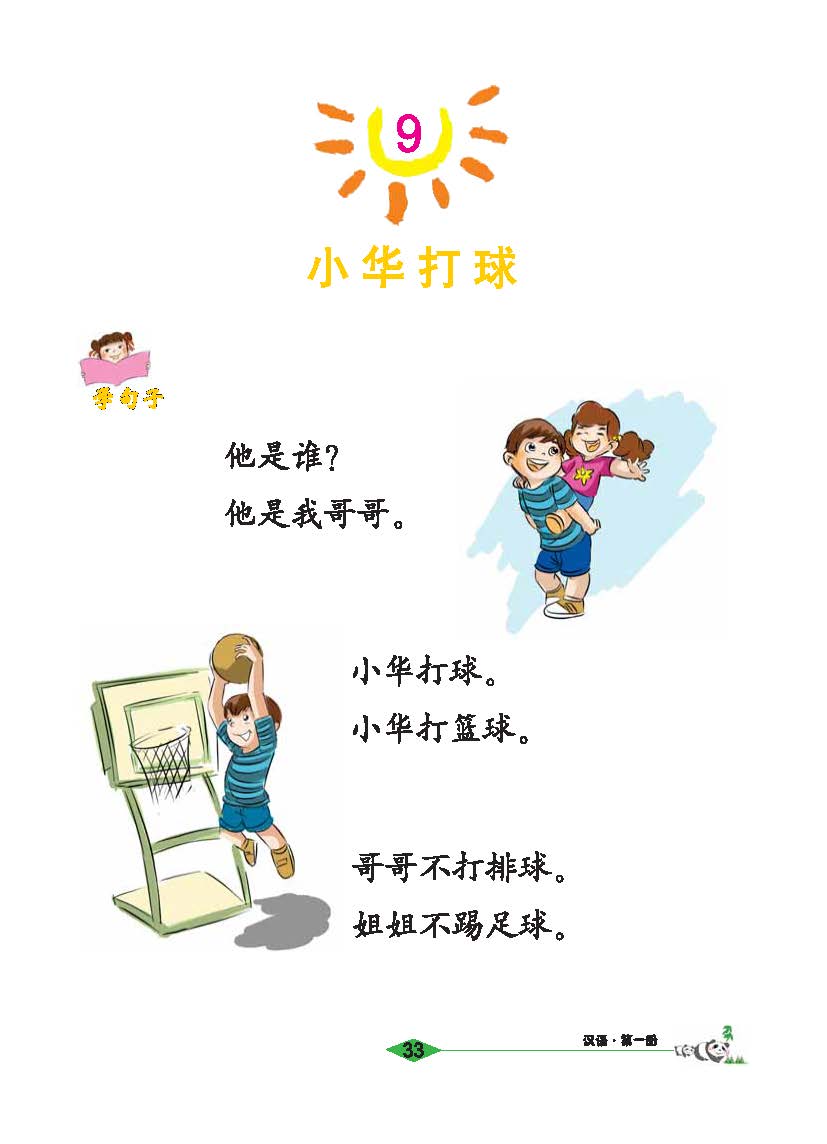 9
小华打球
学句子
他是谁?
他是我哥哥。
小华打球。
小华打篮球。
哥哥不打排球。
姐姐不踢足球。
33
汉语·第一册